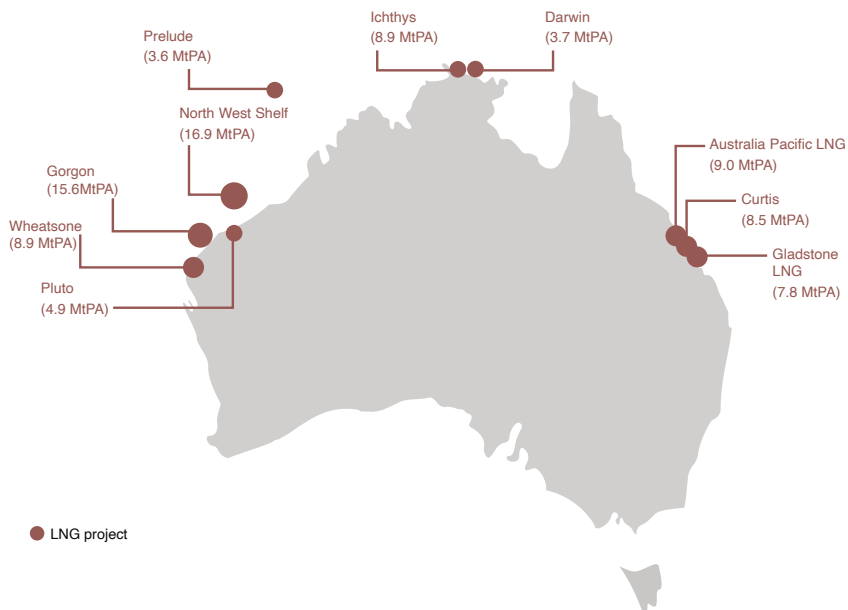 Ichthys
(8.9 MtPA)
Darwin
(3.7 MtPA)
Prelude
(3.6 MtPA)
North West Shelf
(16.9 MtPA)
Australia Pacific LNG
(9.0 MtPA)
Gorgon
(15.6MtPA)
Curtis
(8.5 MtPA)
Wheatsone
(8.9 MtPA)
Gladstone
LNG
(7.8 MtPA)
Pluto
(4.9 MtPA)
LNG project